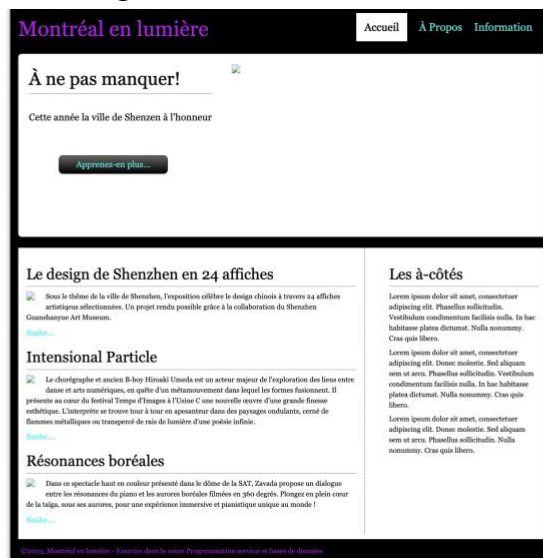 Montréal en lumière
Accueil À Propos Information
À ne pas manquer!
Cette année la ville de Shenzen à l'honneur
Apprenez-en plus...
Le design de Shenzhen en 24 affiches
Sous le thème de la ville de Shenzhen, l'exposition célèbre le design chinois à travers 24 affiches
artistiques sélectionnées. Un projet rendu possible grâce à la collaboration du Shenzhen
Guanshanyue Art Museum.
Suite...
Intensional Particle
Le chorégraphe et ancien B-boy Hiroaki Umeda est un acteur majeur de l'exploration des liens entre
danse et arts numériques, en quête d'un métamouvement dans lequel les formes fusionnent. Il
présente au cœur du festival Temps d'Images à l'Usine C une nouvelle œuvre d'une grande finesse
esthétique. L'interprète se trouve tour à tour en apesanteur dans des paysages ondulants, cerné de
flammes métalliques ou transpercé de rais de lumière d'une poésie infinie.
Suite...
Résonances boréales
Dans ce spectacle haut en couleur présenté dans le dôme de la SAT, Zavada propose un dialogue
entre les résonances du piano et les aurores boréales filmées en 360 degrés. Plongez en plein cœur
de la taïga, sous ses aurores, pour une expérience immersive et pianistique unique au monde !
Suite...
Les à-côtés
Lorem ipsum dolor sit amet, consectetuer
adipiscing elit. Phasellus sollicitudin.
Vestibulum condimentum facilisis nulla. In hac
habitasse platea dictumst. Nulla nonummy.
Cras quis libero.
Lorem ipsum dolor sit amet, consectetuer
adipiscing elit. Donec molestie. Sed aliquam
sem ut arcu. Phasellus sollicitudin. Vestibulum
condimentum facilisis nulla. In hac habitasse
platea dictumst. Nulla nonummy. Cras quis
libero.
Lorem ipsum dolor sit amet, consectetuer
adipiscing elit. Donec molestie. Sed aliquam
sem ut arcu. Phasellus sollicitudin. Nulla
nonummy. Cras quis libero.
©2023, Montréal en lumière - Exercice dans le cours Programmation serveur et bases de données